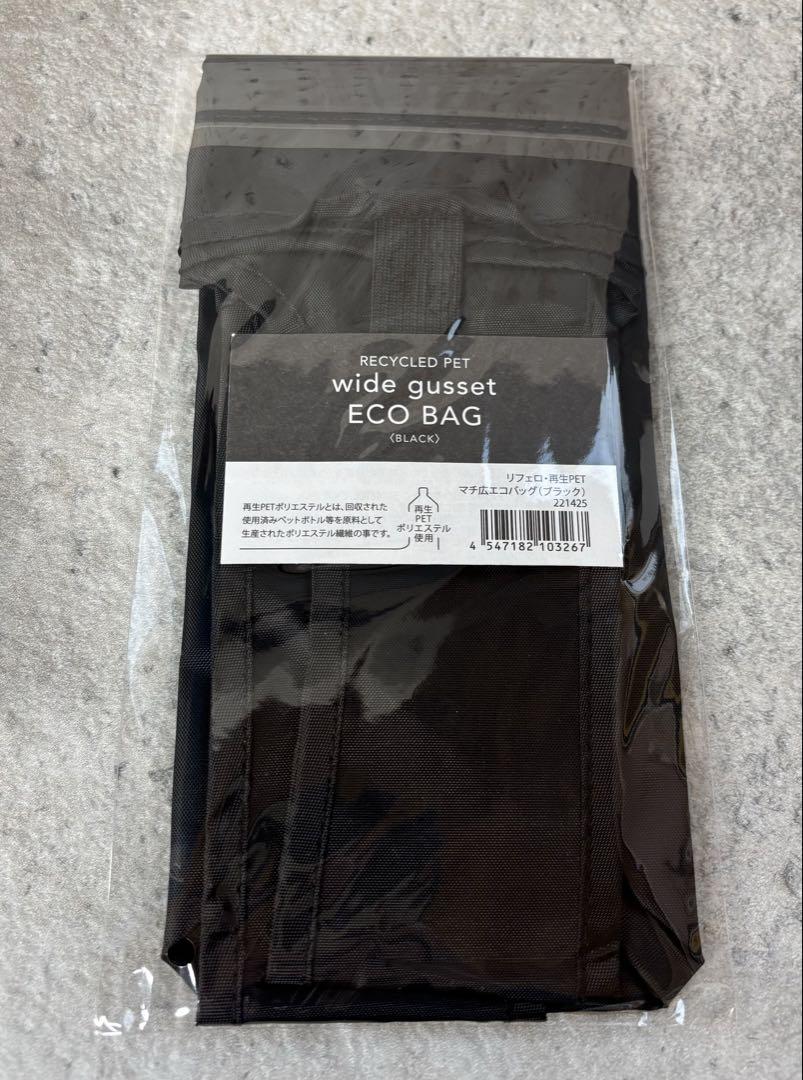 RECYCLED PET
wide gusset
ECO BAG
〈BLACK〉
リフェロ・再生PET
マチ広エコバッグ(ブラック)
221425
再生PETポリエステルとは、回収された
使用済みペットボトル等を原料として
生産されたポリエステル繊維の事です。
再生
PET
ポリエステル
使用
4 547182 103267